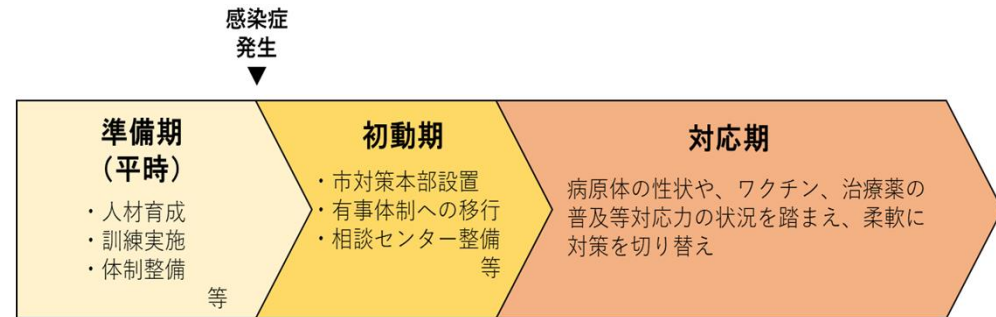 感染症
発生
▼
準備期
（平時）
・人材育成
・訓練実施
・体制整備
等
初動期
・市対策本部設置
・有事体制への移行
・相談センター整備
等
対応期
病原体の性状や、ワクチン、治療薬の
普及等対応力の状況を踏まえ、柔軟に
対策を切り替え